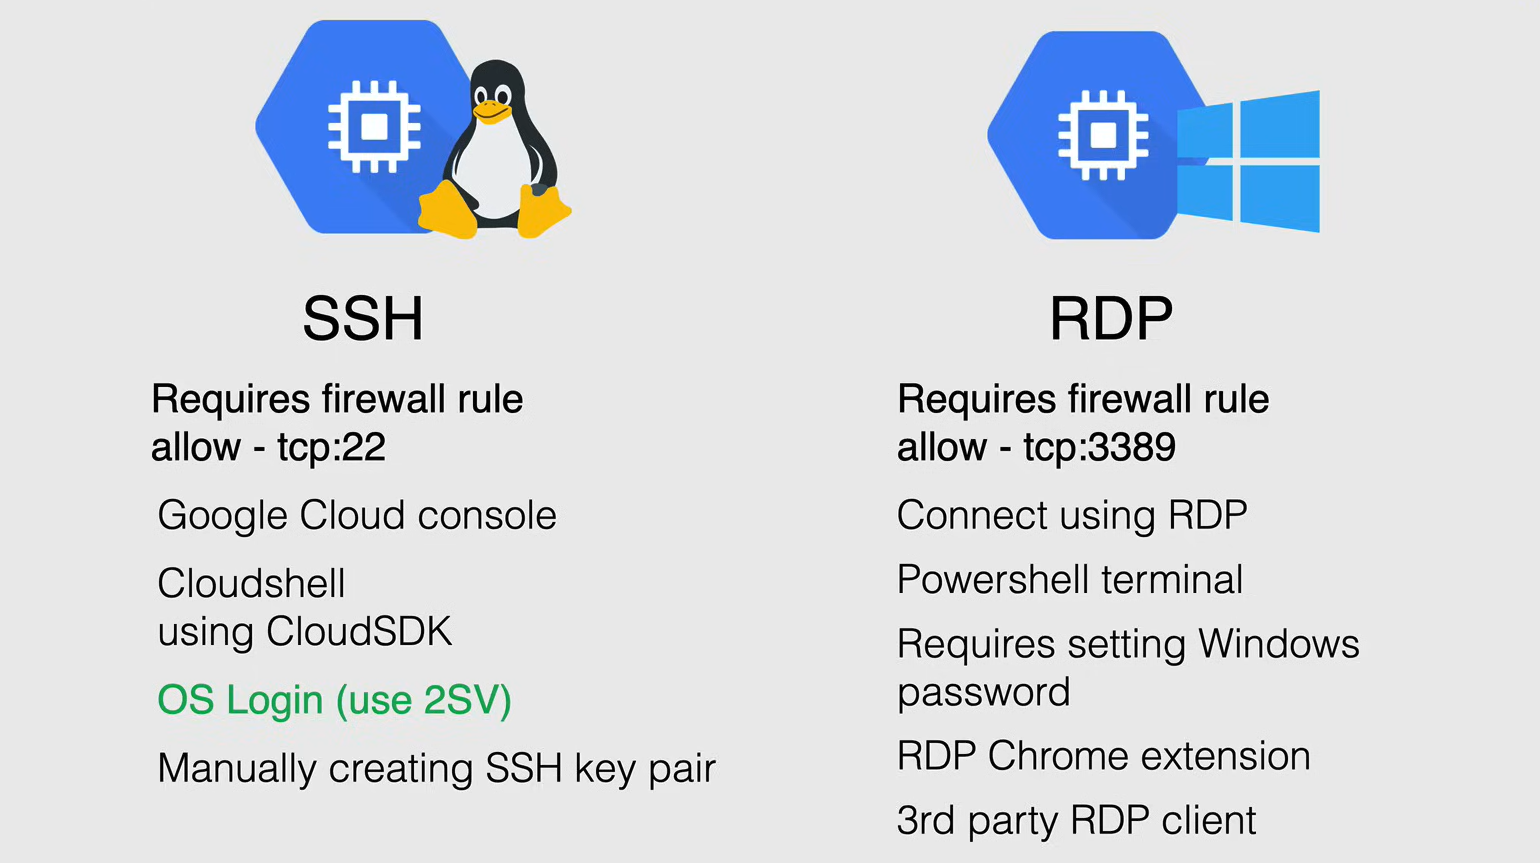 SSH
Requires firewall rule
allow - tcp:22
Google Cloud console
Cloudshell
using CloudSDK
OS Login (use 2SV)
Manually creating SSH key pair
RDP
Requires firewall rule
allow - tcp:3389
Connect using RDP
Powershell terminal
Requires setting Windows
password
RDP Chrome extension
3rd party RDP client